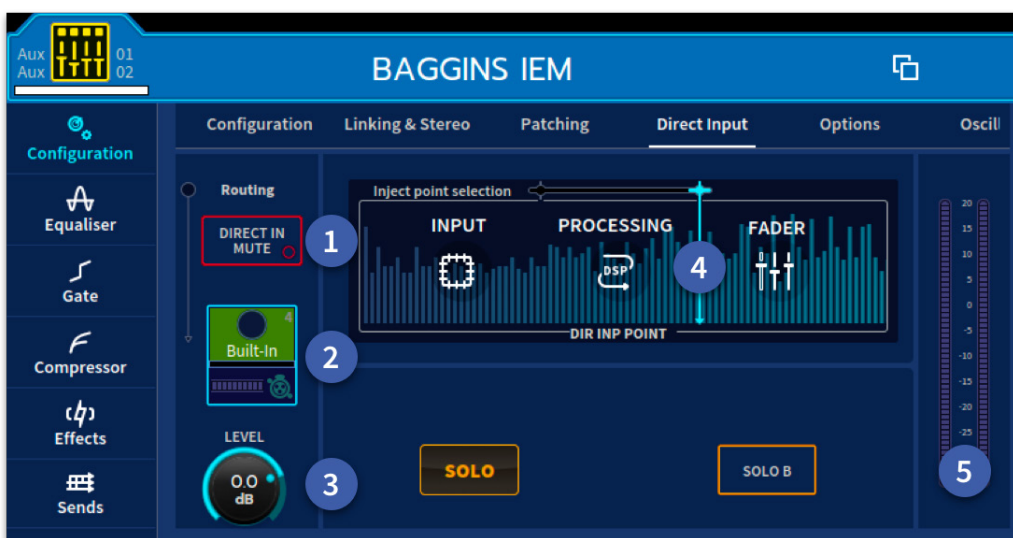 Aux 01
Aux 02
BAGGINS IEM
Configuration
Equaliser
Gate
Compressor
Effects
Sends
Configuration Linking & Stereo Patching Direct Input Options Oscill
Routing
DIRECT IN
MUTE
1
4
Built-In
2
LEVEL
0.0
dB
3
Inject point selection
INPUT PROCESSING FADER
DSP
4
DIR INP POINT
SOLO
SOLO B
20
15
10
5
0
-5
-10
-15
-20
-25
5